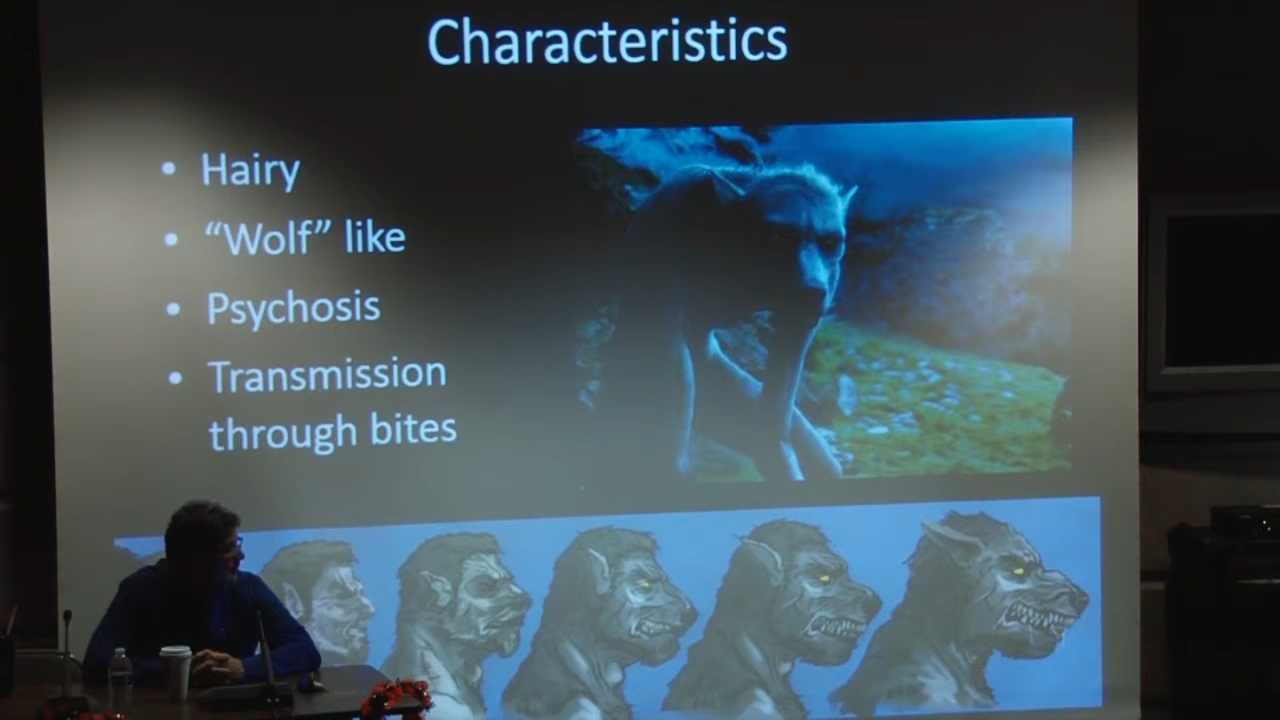 Characteristics
• Hairy
• “Wolf” like
• Psychosis
• Transmission
through bites